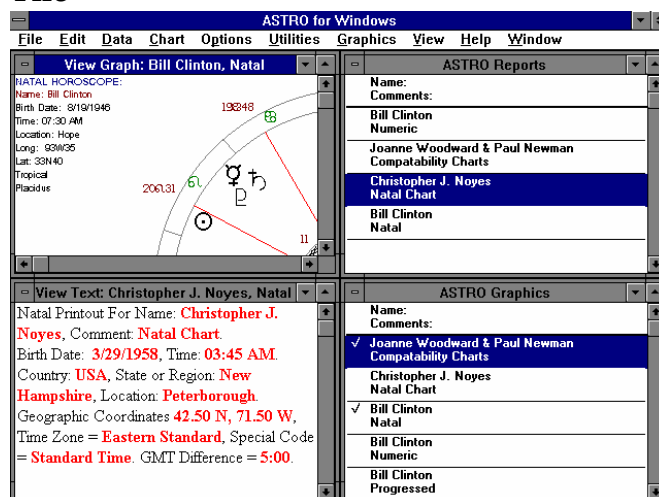 ASTRO for Windows
File Edit Data Chart Options Utilities Graphics View Help Window
View Graph: Bill Clinton, Natal
NATAL HOROSCOPE:
Name: Bill Clinton
Birth Date: 8/19/1946
Time: 07:30 AM
Location: Hope
Long: 93W35
Lat: 33N40
Tropical
Placidus
11
ASTRO Reports
Name:
Comments:
Bill Clinton
Numeric
Joanne Woodward & Paul Newman
Compatability Charts
Christopher J. Noyes
Natal Chart
Bill Clinton
Natal
View Text: Christopher J. Noyes, Natal
Natal Printout For Name: Christopher J.
Noyes, Comment: Natal Chart.
Birth Date: 3/29/1958, Time: 03:45 AM.
Country: USA, State or Region: New
Hampshire, Location: Peterborough.
Geographic Coordinates 42.50 N, 71.50 W,
Time Zone = Eastern Standard, Special Code
= Standard Time. GMT Difference = 5:00.
ASTRO Graphics
Name:
Comments:
Joanne Woodward & Paul Newman
Compatability Charts
Christopher J. Noyes
Natal Chart
Bill Clinton
Natal
Bill Clinton
Numeric
Bill Clinton
Progressed